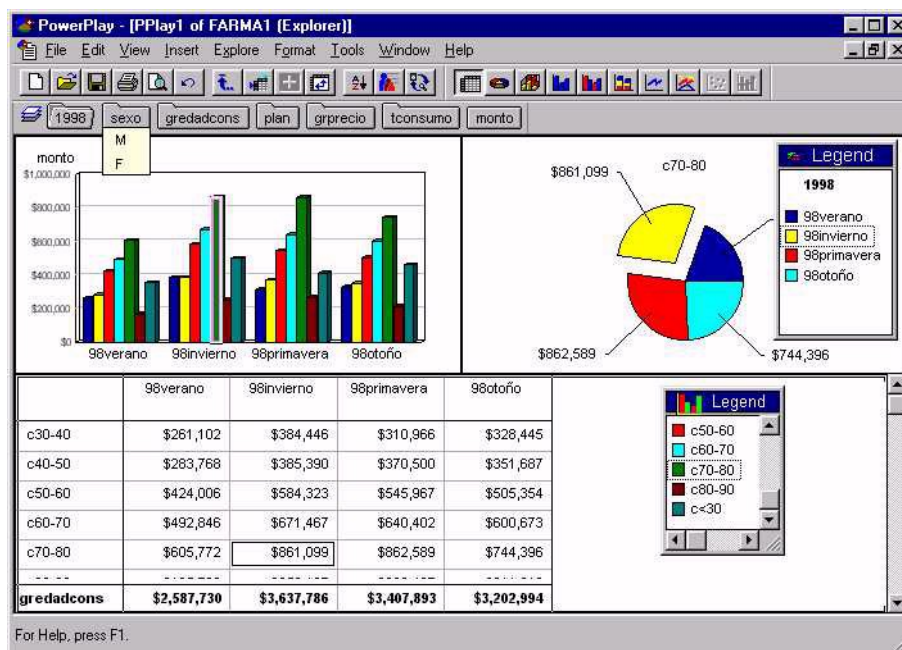 PowerPlay - [PPlay1 of FARMA1 (Explorer)]
File Edit View Insert Explore Format Tools Window Help
1998 sexo gredadcons plan grprecio tconsumo monto
M
F
monto
$1,000,000
$800,000
$600,000
$400,000
$200,000
$0
98verano 98invierno 98primavera 98otoño
c70-80
$861,099
$862,589
$744,396
Legend
1998
98verano
98invierno
98primavera
98otoño
98verano 98invierno 98primavera 98otoño
c30-40 $261,102 $384,446 $310,966 $328,445
c40-50 $283,768 $385,390 $370,500 $351,687
c50-60 $424,006 $584,323 $545,967 $505,354
c60-70 $492,846 $671,467 $640,402 $600,673
c70-80 $605,772 $861,099 $862,589 $744,396
gredadcons $2,587,730 $3,637,786 $3,407,893 $3,202,994
Legend
c50-60
c60-70
c70-80
c80-90
c<30
For Help, press F1.